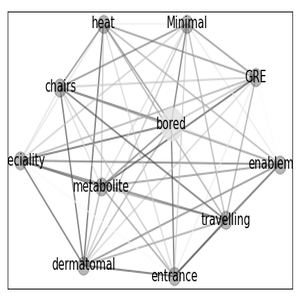 heat
Minimal
GRE
chairs
bored
eciality
enablem
metabolite
travelling
dermatomal
entrance